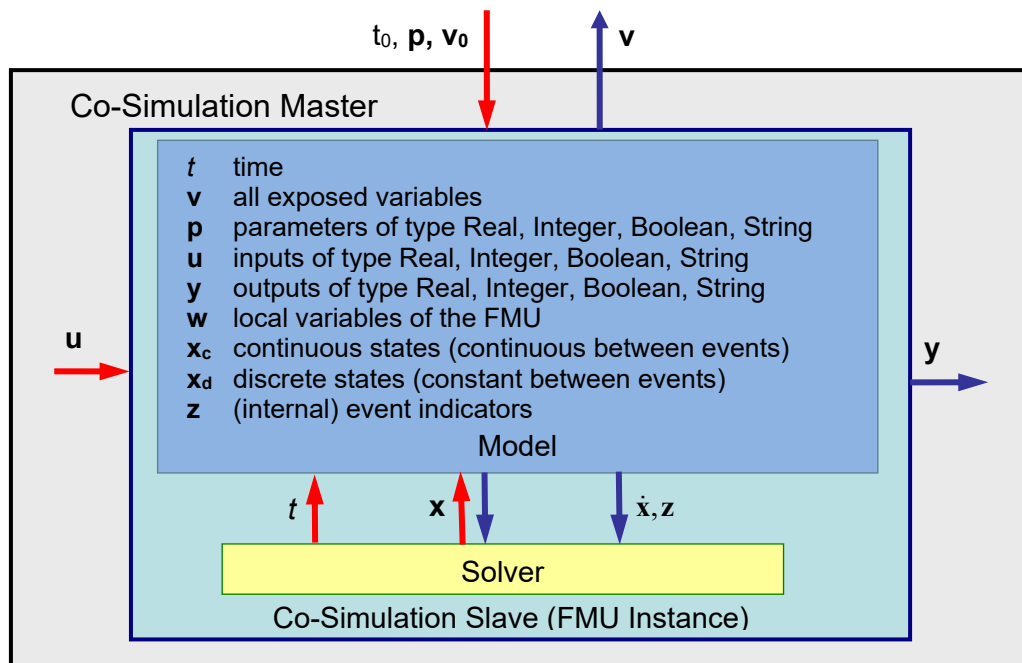 t₀, p, v₀
v
Co-Simulation Master
t time
v all exposed variables
p parameters of type Real, Integer, Boolean, String
u inputs of type Real, Integer, Boolean, String
y outputs of type Real, Integer, Boolean, String
w local variables of the FMU
x_c continuous states (continuous between events)
x_d discrete states (constant between events)
z (internal) event indicators
Model
u
y
t
x
ẋ, z
Solver
Co-Simulation Slave (FMU Instance)